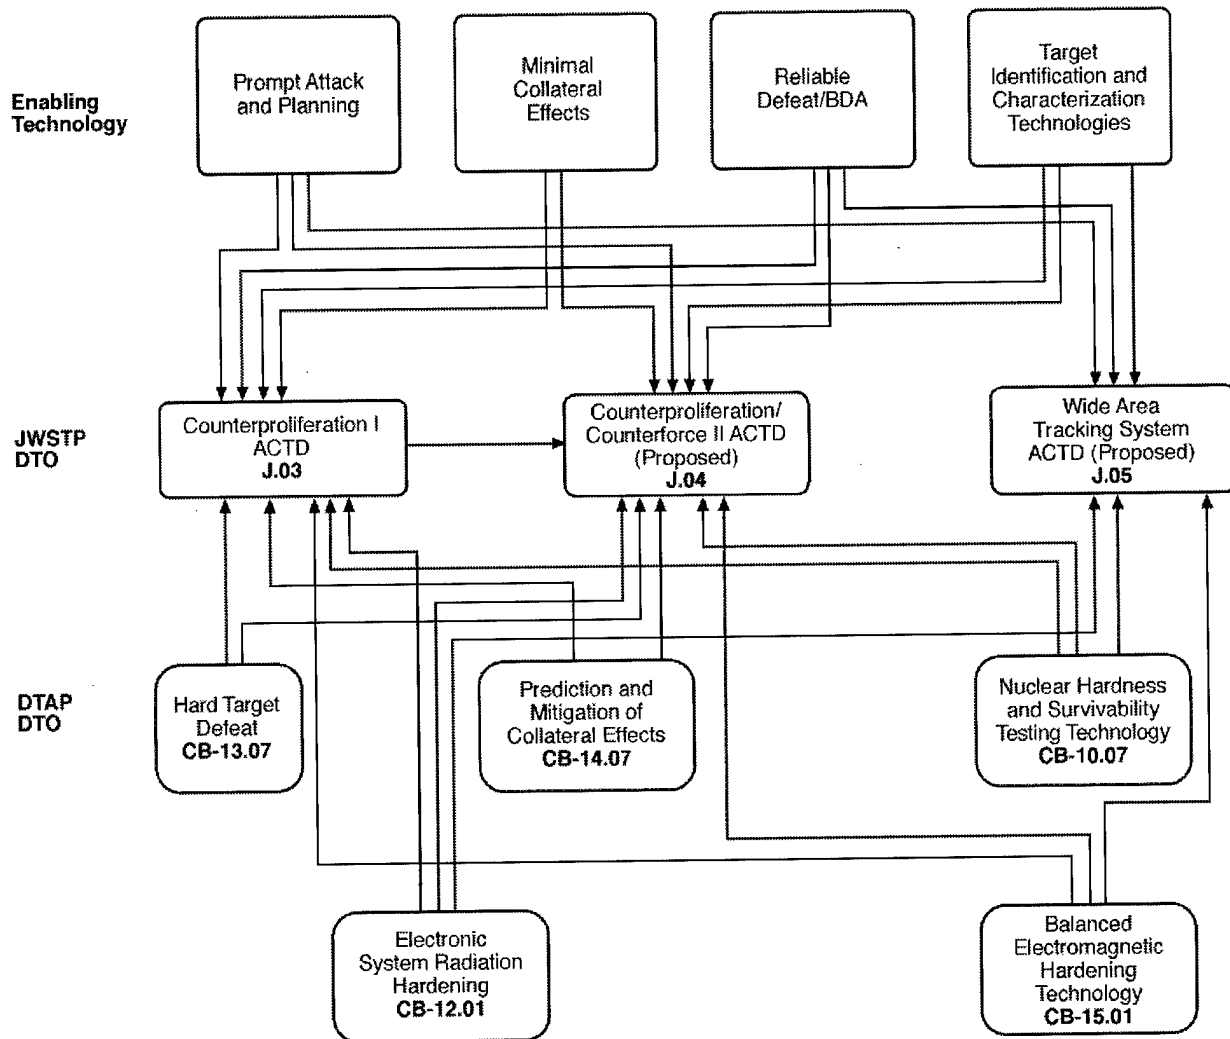 Enabling
Technology
Prompt Attack
and Planning
Minimal
Collateral
Effects
Reliable
Defeat/BDA
Target
Identification and
Characterization
Technologies
JWSTP
DTO
Counterproliferation I
ACTD
J.03
Counterproliferation/
Counterforce II ACTD
(Proposed)
J.04
Wide Area
Tracking System
ACTD (Proposed)
J.05
DTAP
DTO
Hard Target
Defeat
CB-13.07
Prediction and
Mitigation of
Collateral Effects
CB-14.07
Nuclear Hardness
and Survivability
Testing Technology
CB-10.07
Electronic
System Radiation
Hardening
CB-12.01
Balanced
Electromagnetic
Hardening
Technology
CB-15.01